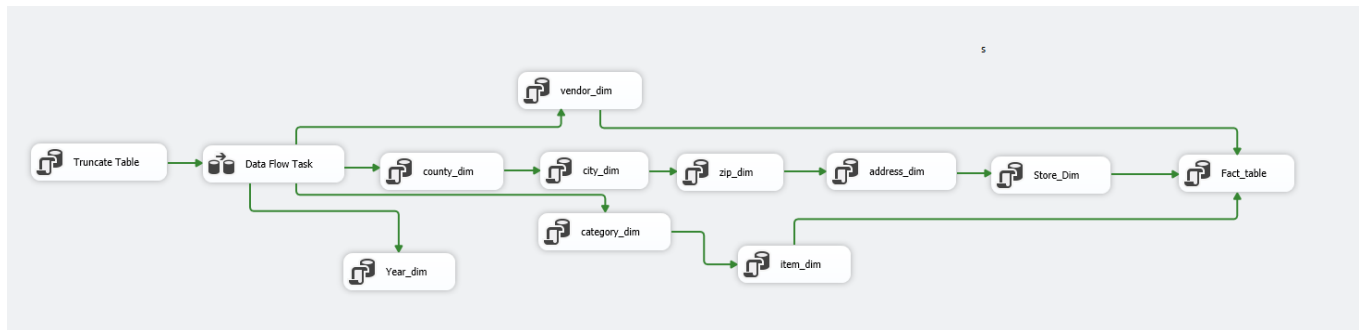 s
vendor_dim
Truncate Table
Data Flow Task
county_dim
city_dim
zip_dim
address_dim
Store_Dim
Fact_table
category_dim
Year_dim
item_dim